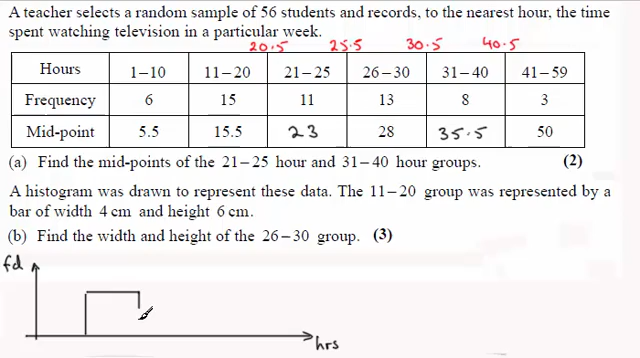 A teacher selects a random sample of 56 students and records, to the nearest hour, the time
spent watching television in a particular week.
20.5 25.5 30.5 40.5
Hours 1–10 11–20 21–25 26–30 31–40 41–59
Frequency 6 15 11 13 8 3
Mid-point 5.5 15.5 23 28 35.5 50
(a) Find the mid-points of the 21–25 hour and 31–40 hour groups. (2)
A histogram was drawn to represent these data. The 11–20 group was represented by a
bar of width 4 cm and height 6 cm.
(b) Find the width and height of the 26–30 group. (3)
fd
hrs